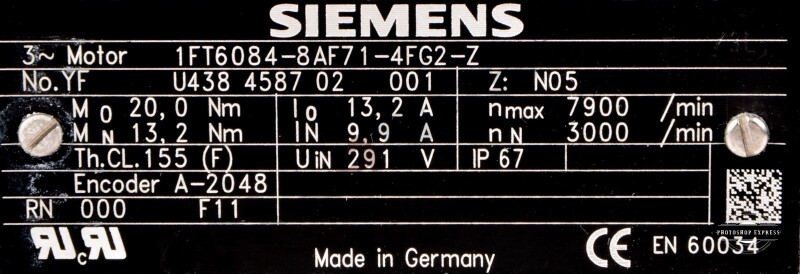 SIEMENS
3~ Motor 1FT6084-8AF71-4FG2-Z
No.YF U438 4587 02 001 Z: N05
M0 20,0 Nm I0 13,2 A nmax 7900 /min
MN 13,2 Nm IN 9,9 A nN 3000 /min
Th.CL.155 (F) UiN 291 V IP 67
Encoder A-2048
RN 000 F11
PHOTOSHOP EXPRESS
Made in Germany CE EN 60034